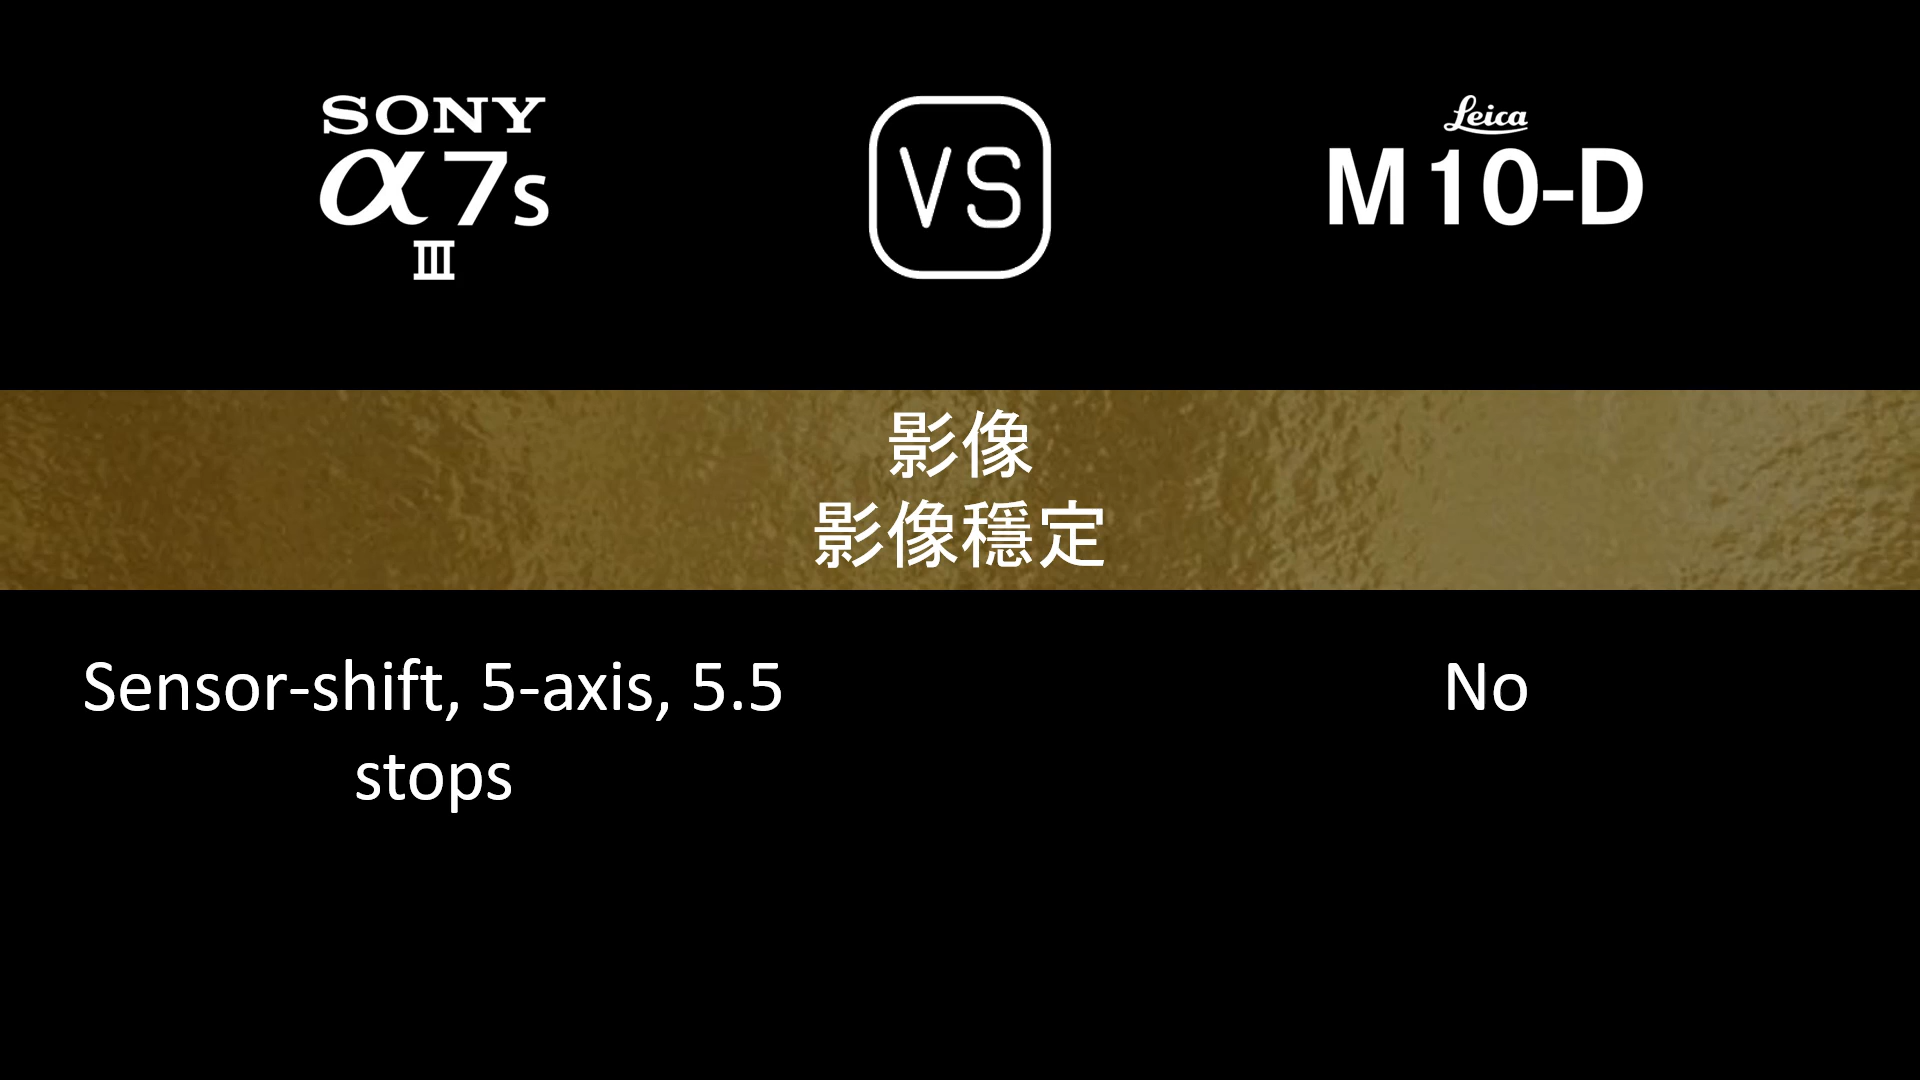 SONY
α7s
III
VS
Leica
M10-D
影像
影像穩定
Sensor-shift, 5-axis, 5.5
stops
No